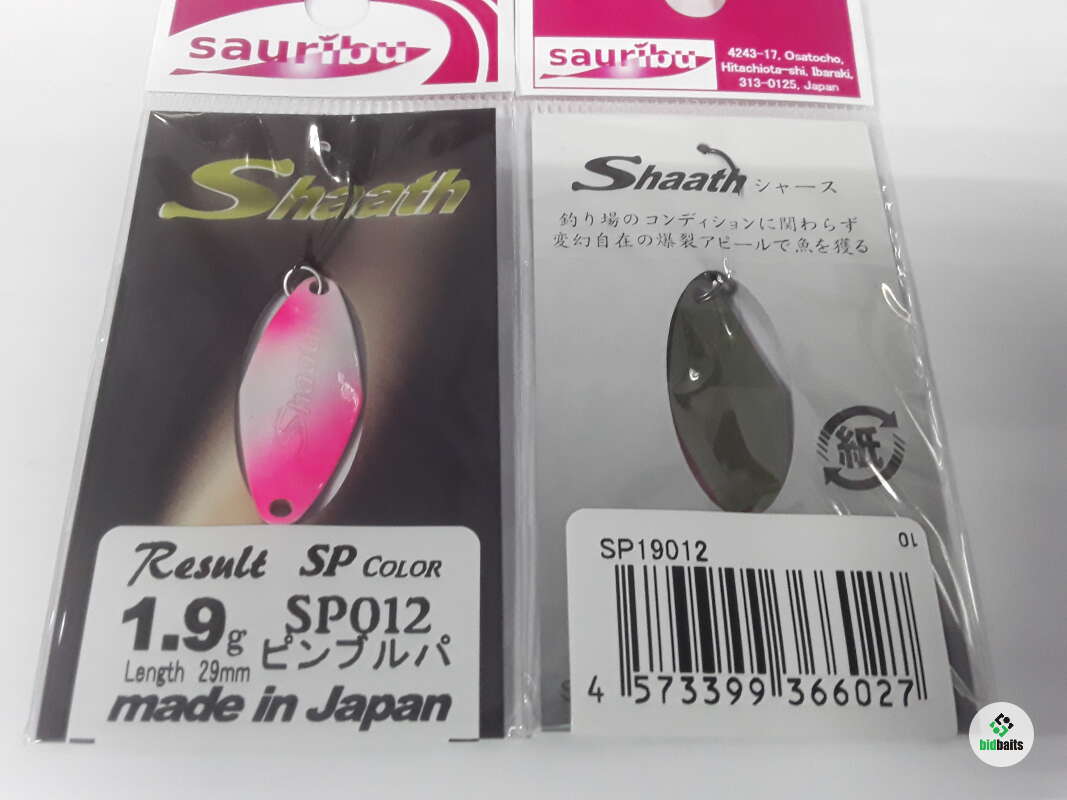 sauribu
Shaath
Shaath
Result SP COLOR
1.9g
SP012
ピンブルパ
Length 29mm
made in Japan
sauribu
4243-17, Osatocho,
Hitachiota-shi, Ibaraki,
313-0125, Japan
Shaath シャース
釣り場のコンディションに関わらず
変幻自在の爆裂アピールで魚を獲る
紙
SP19012
10
4 573399 366027
bidbaits